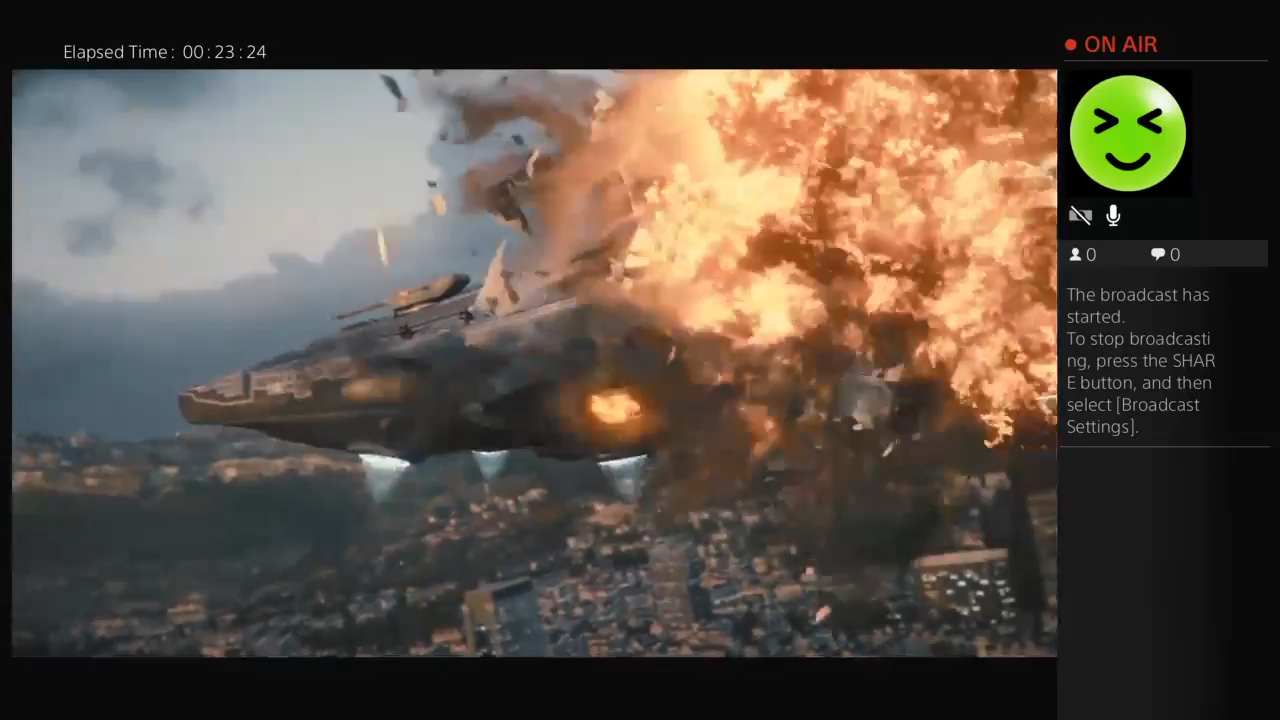 Elapsed Time: 00:23:24
ON AIR
0 0
The broadcast has
started.
To stop broadcasti
ng, press the SHAR
E button, and then
select [Broadcast
Settings].